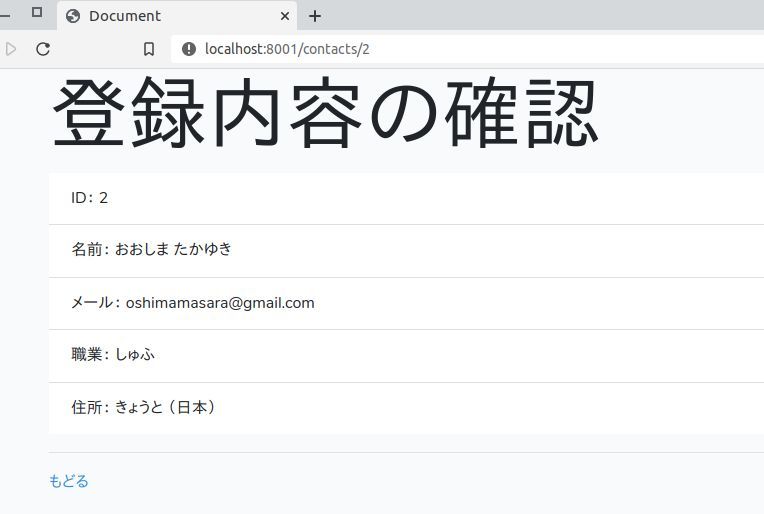 Document
localhost:8001/contacts/2
登録内容の確認
ID: 2
名前: おおしま たかゆき
メール: oshimamasara@gmail.com
職業: しゅふ
住所: きょうと (日本)
もどる